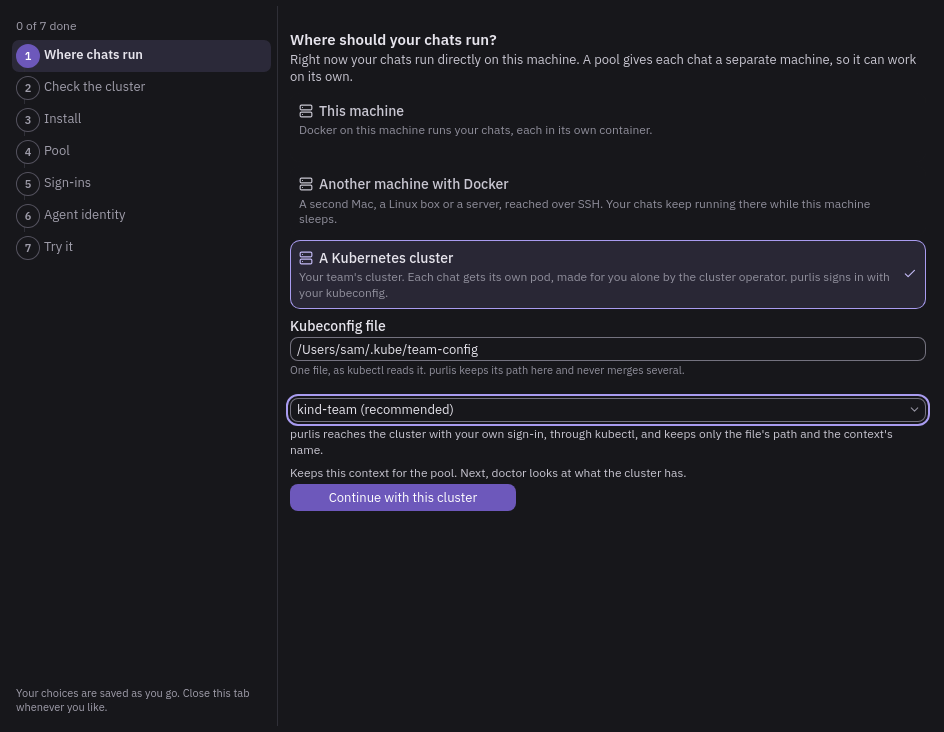 0 of 7 done
1 Where chats run
2 Check the cluster
3 Install
4 Pool
5 Sign-ins
6 Agent identity
7 Try it
Your choices are saved as you go. Close this tab
whenever you like.
Where should your chats run?
Right now your chats run directly on this machine. A pool gives each chat a separate machine, so it can work
on its own.
This machine
Docker on this machine runs your chats, each in its own container.
Another machine with Docker
A second Mac, a Linux box or a server, reached over SSH. Your chats keep running there while this machine
sleeps.
A Kubernetes cluster
Your team's cluster. Each chat gets its own pod, made for you alone by the cluster operator. purlis signs in with
your kubeconfig.
Kubeconfig file
/Users/sam/.kube/team-config
One file, as kubectl reads it. purlis keeps its path here and never merges several.
kind-team (recommended)
purlis reaches the cluster with your own sign-in, through kubectl, and keeps only the file's path and the context's
name.
Keeps this context for the pool. Next, doctor looks at what the cluster has.
Continue with this cluster